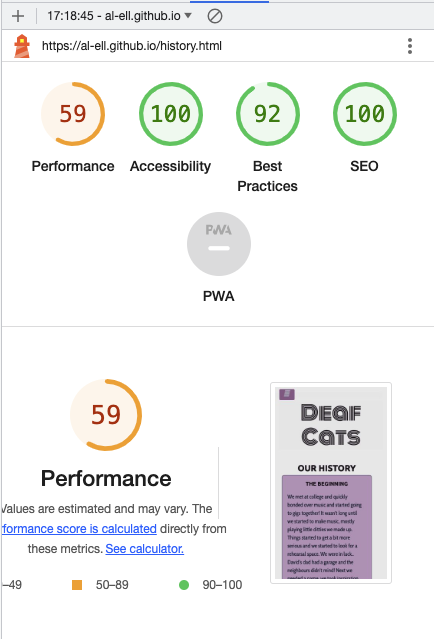 17:18:45 - al-ell.github.io
https://al-ell.github.io/history.html
59 100 92 100
Performance Accessibility Best Practices SEO
PWA
PWA
59
Performance
Values are estimated and may vary. The
formance score is calculated directly from
these metrics. See calculator.
–49 50–89 90–100
Deaf
Cats
OUR HISTORY
THE BEGINNING
We met at college and quickly
bonded over music and started going
to gigs together! It wasn't long until
we started to make music, mostly
playing little ditties we made up.
Things started to get a bit more
serious and we started to look for a
rehearsal space. We were in luck...
David's dad had a garage and the
neighbours didn't mind! Next we